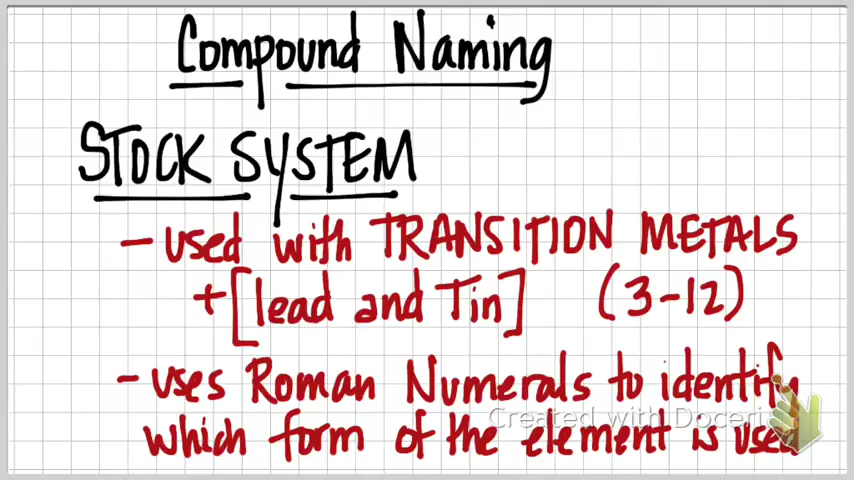 Compound Naming
STOCK SYSTEM
- used with TRANSITION METALS
+ [lead and Tin] (3-12)
- uses Roman Numerals to identify
Created with Doceri
which form of the element is used